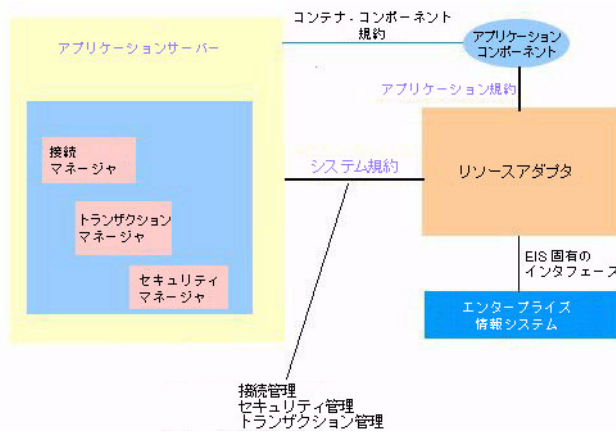 コンテナ - コンポーネント
規約
アプリケーションサーバー
アプリケーション
コンポーネント
アプリケーション規約
接続
マネージャ
システム規約
リソースアダプタ
トランザクション
マネージャ
EIS 固有の
インタフェース
セキュリティ
マネージャ
エンタープライズ
情報システム
接続管理
セキュリティ管理
トランザクション管理